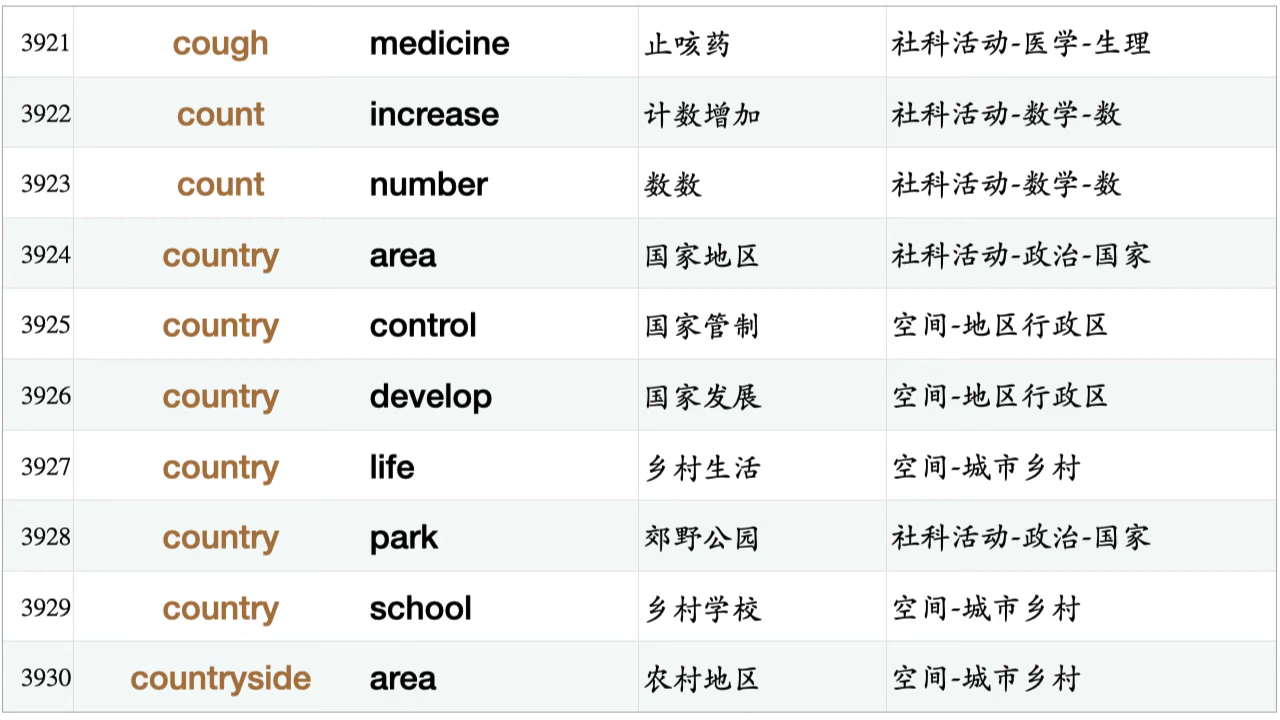 3921 cough medicine 止咳药 社科活动-医学-生理
3922 count increase 计数增加 社科活动-数学-数
3923 count number 数数 社科活动-数学-数
3924 country area 国家地区 社科活动-政治-国家
3925 country control 国家管制 空间-地区行政区
3926 country develop 国家发展 空间-地区行政区
3927 country life 乡村生活 空间-城市乡村
3928 country park 郊野公园 社科活动-政治-国家
3929 country school 乡村学校 空间-城市乡村
3930 countryside area 农村地区 空间-城市乡村